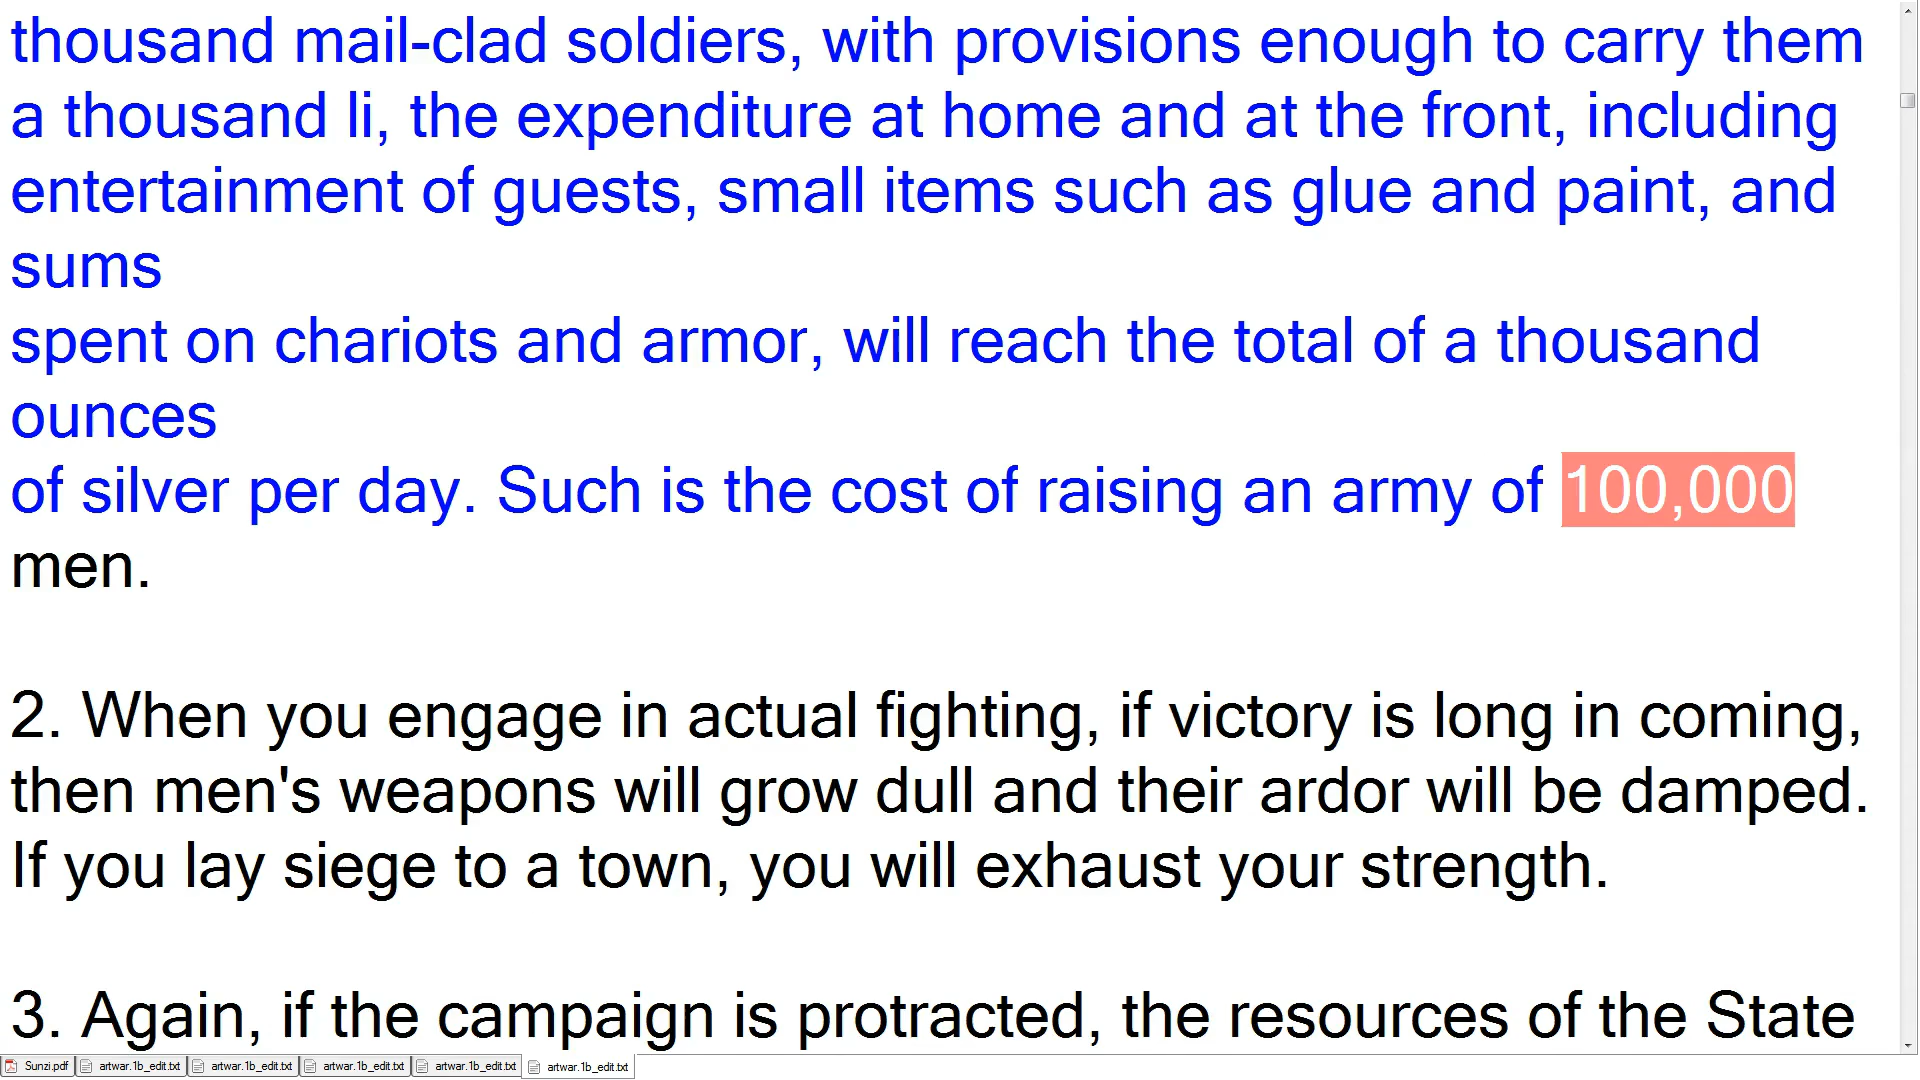 thousand mail-clad soldiers, with provisions enough to carry them
a thousand li, the expenditure at home and at the front, including
entertainment of guests, small items such as glue and paint, and
sums
spent on chariots and armor, will reach the total of a thousand
ounces
of silver per day. Such is the cost of raising an army of 100,000
men.
2. When you engage in actual fighting, if victory is long in coming,
then men's weapons will grow dull and their ardor will be damped.
If you lay siege to a town, you will exhaust your strength.
3. Again, if the campaign is protracted, the resources of the State
Sunzi.pdf artwar.1b_edit.txt artwar.1b_edit.txt artwar.1b_edit.txt artwar.1b_edit.txt artwar.1b_edit.txt